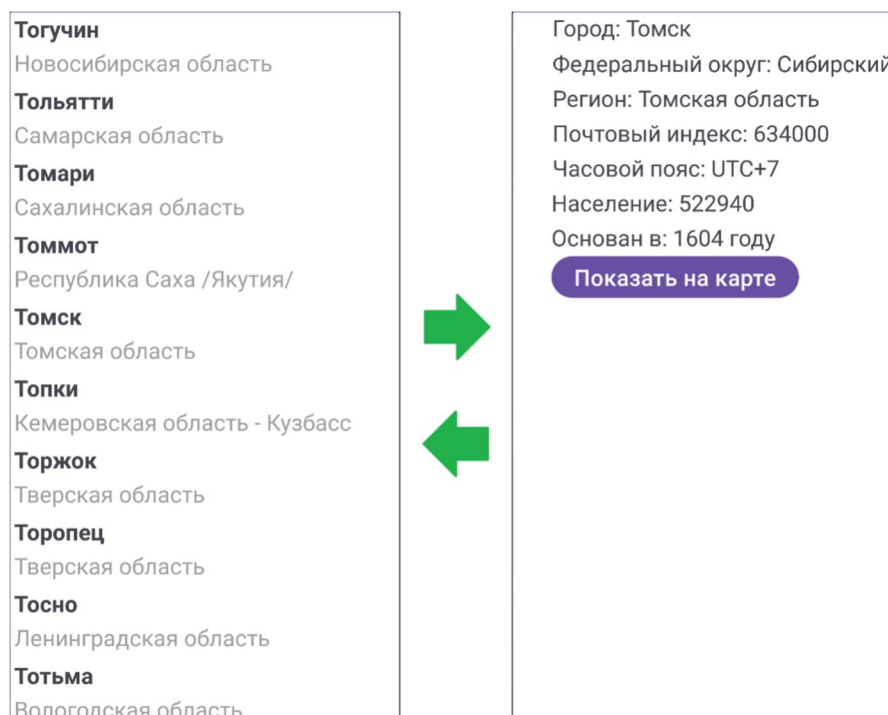 Тогучин
Новосибирская область
Тольятти
Самарская область
Томари
Сахалинская область
Томмот
Республика Саха /Якутия/
Томск
Томская область
Топки
Кемеровская область - Кузбасс
Торжок
Тверская область
Торопец
Тверская область
Тосно
Ленинградская область
Тотьма
Вологодская область
Город: Томск
Федеральный округ: Сибирский
Регион: Томская область
Почтовый индекс: 634000
Часовой пояс: UTC+7
Население: 522940
Основан в: 1604 году
Показать на карте